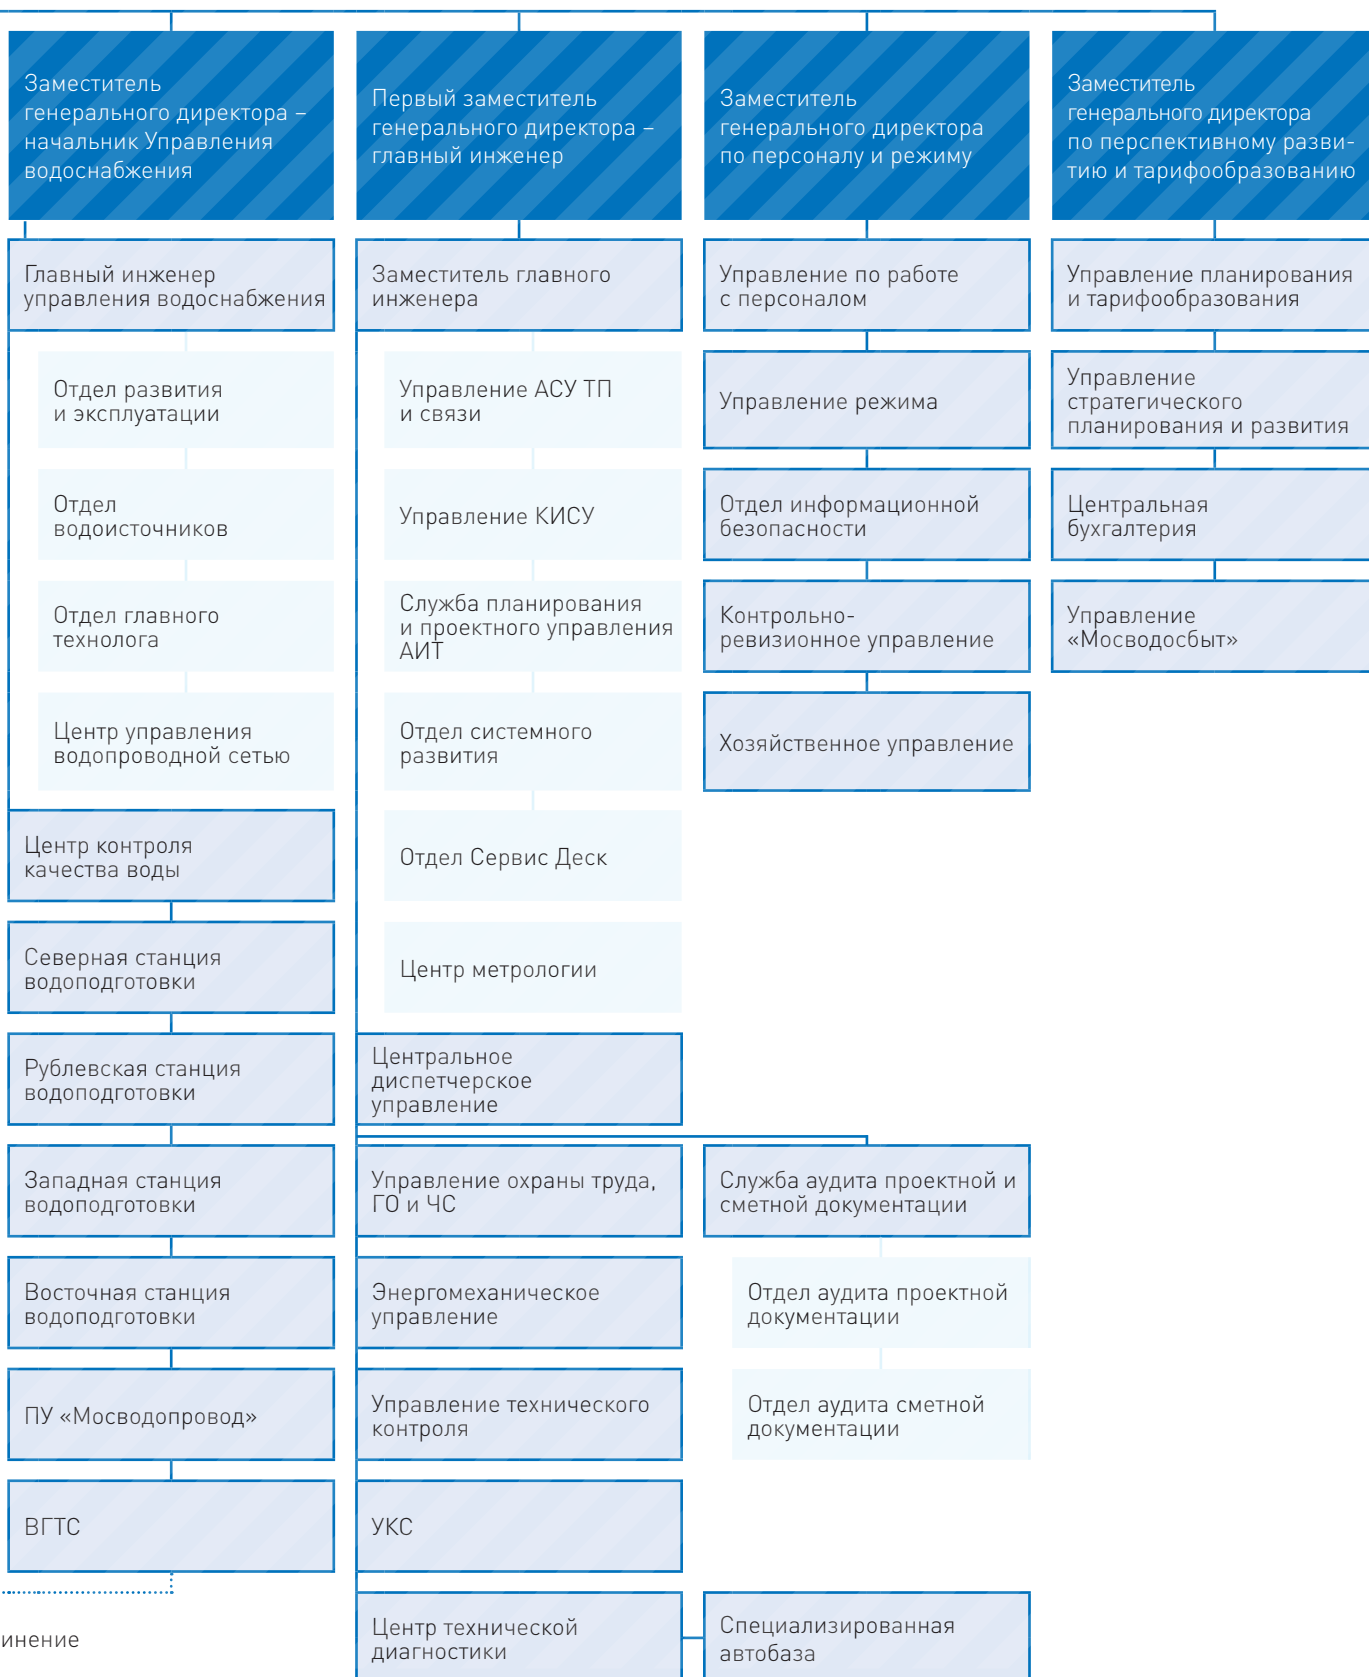 Заместитель
генерального директора –
начальник Управления
водоснабжения
Главный инженер
управления водоснабжения
Отдел развития
и эксплуатации
Отдел
водоисточников
Отдел главного
технолога
Центр управления
водопроводной сетью
Центр контроля
качества воды
Северная станция
водоподготовки
Рублевская станция
водоподготовки
Западная станция
водоподготовки
Восточная станция
водоподготовки
ПУ «Мосводопровод»
ВГТС
инение
Первый заместитель
генерального директора –
главный инженер
Заместитель главного
инженера
Управление АСУ ТП
и связи
Управление КИСУ
Служба планирования
и проектного управления
АИТ
Отдел системного
развития
Отдел Сервис Деск
Центр метрологии
Центральное
диспетчерское
управление
Управление охраны труда,
ГО и ЧС
Энергомеханическое
управление
Управление технического
контроля
УКС
Центр технической
диагностики
Заместитель
генерального директора
по персоналу и режиму
Управление по работе
с персоналом
Управление режима
Отдел информационной
безопасности
Контрольно-
ревизионное управление
Хозяйственное управление
Служба аудита проектной и
сметной документации
Отдел аудита проектной
документации
Отдел аудита сметной
документации
Специализированная
автобаза
Заместитель
генерального директора
по перспективному разви-
тию и тарифообразованию
Управление планирования
и тарифообразования
Управление
стратегического
планирования и развития
Центральная
бухгалтерия
Управление
«Мосводосбыт»